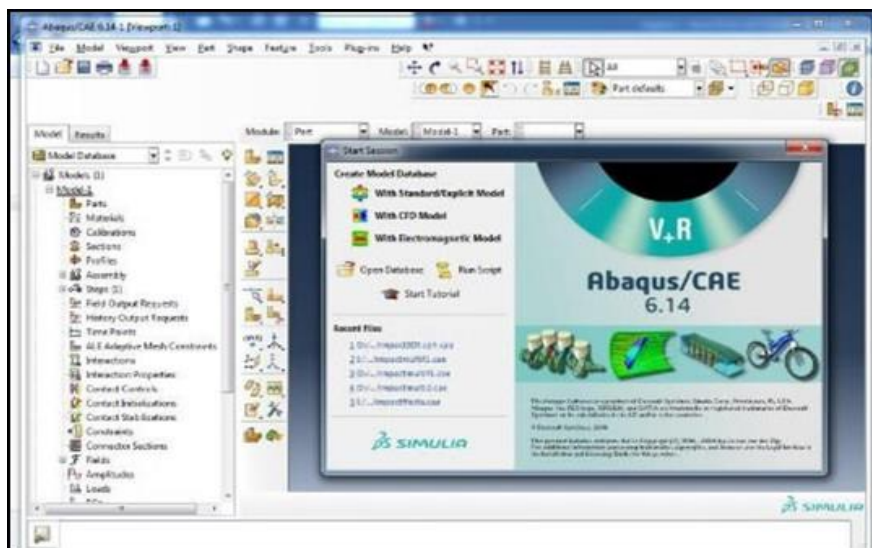 Abaqus/CAE 6.14-1 [Viewport: 1]
File Model Viewport View Part Shape Feature Tools Plug-ins Help
All
Part defaults
Model Results
Module: Part Model: Model-1 Part:
Model Database
Models (1)
Model-1
Parts
Materials
Calibrations
Sections
Profiles
Assembly
Steps (1)
Field Output Requests
History Output Requests
Time Points
ALE Adaptive Mesh Constraints
Interactions
Interaction Properties
Contact Controls
Contact Initializations
Contact Stabilizations
Constraints
Connector Sections
Fields
Amplitudes
Loads
Start Session
Create Model Database
With Standard/Explicit Model
With CFD Model
With Electromagnetic Model
Open Database Run Script
Start Tutorial
Recent Files
SIMULIA
V+R
Abaqus/CAE
6.14
SIMULIA